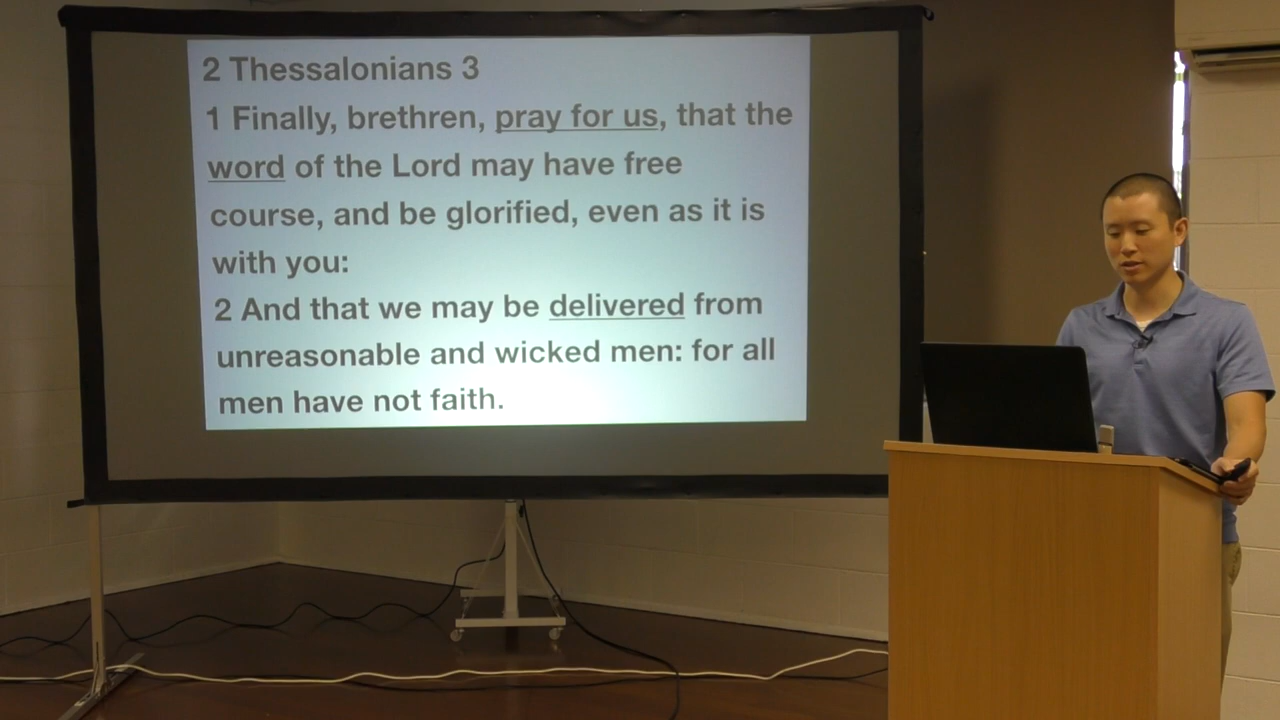 2 Thessalonians 3
1 Finally, brethren, pray for us, that the
word of the Lord may have free
course, and be glorified, even as it is
with you:
2 And that we may be delivered from
unreasonable and wicked men: for all
men have not faith.